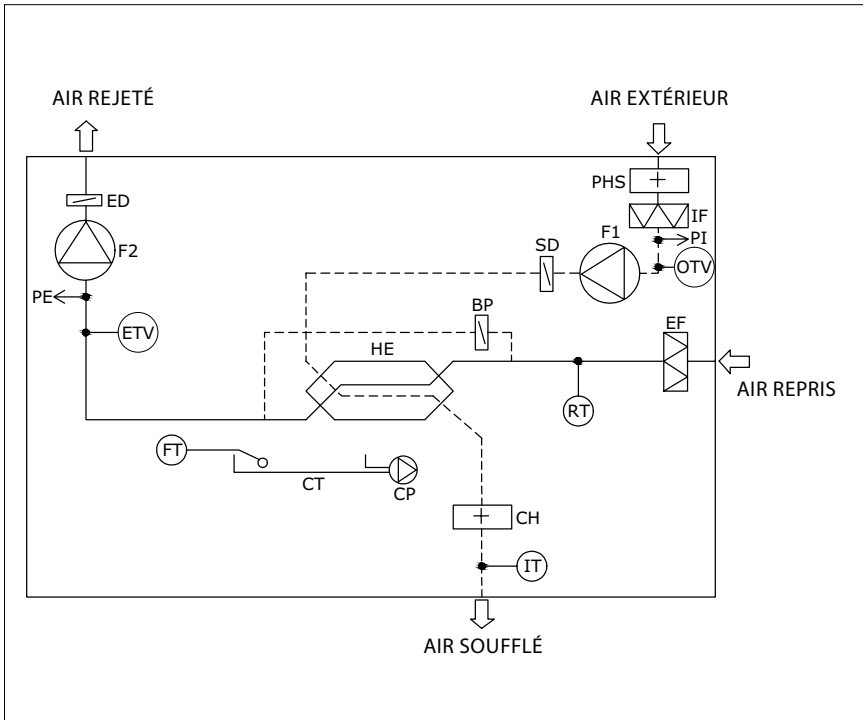 AIR REJETÉ
AIR EXTÉRIEUR
PHS
ED
IF
F1
PI
F2
SD
OTV
PE
BP
EF
ETV
HE
AIR REPRIS
RT
FT
CT
CP
CH
IT
AIR SOUFFLÉ